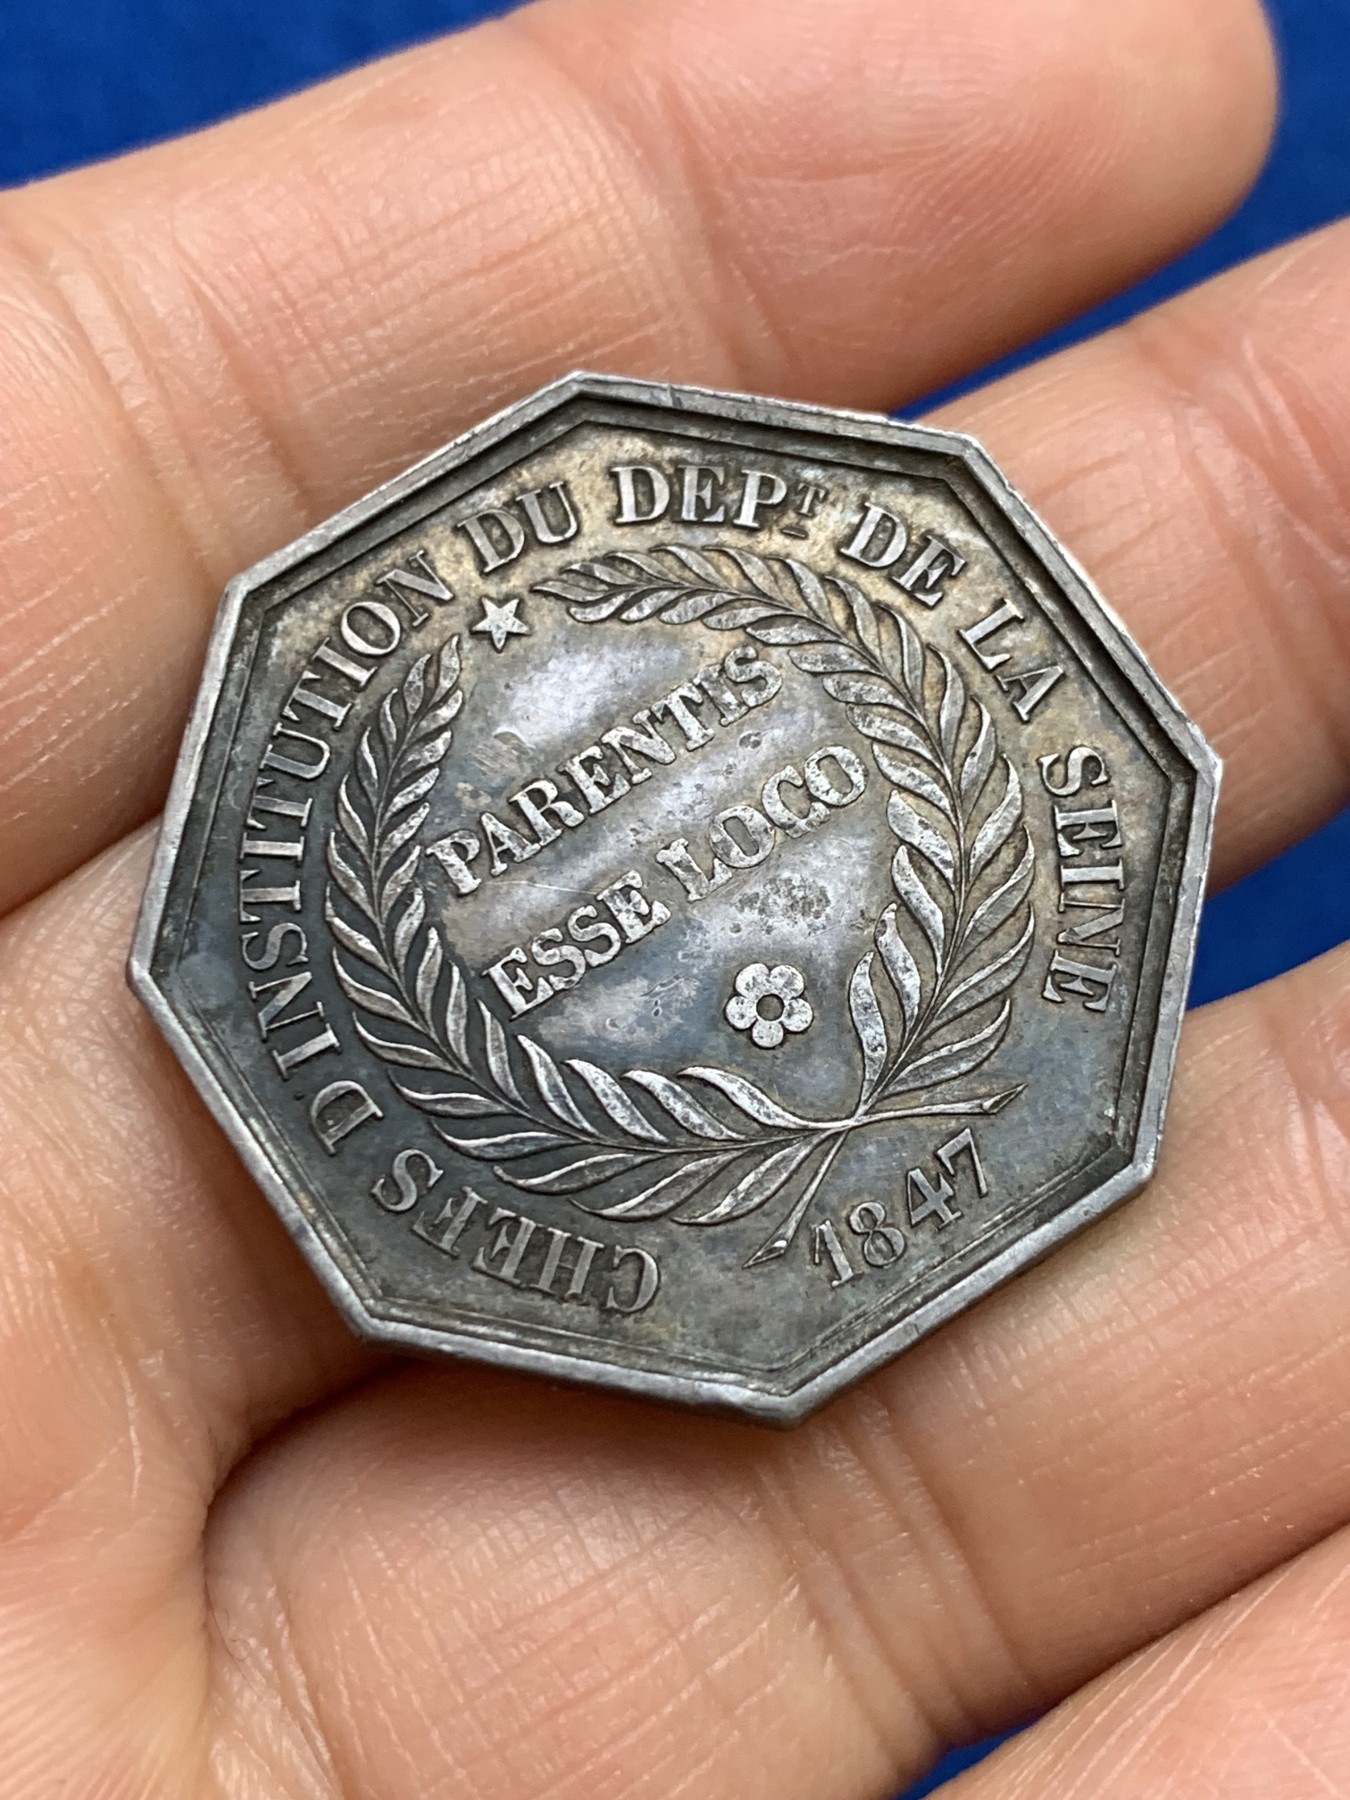 CHEFS D'INSTITUTION DU DEPT DE LA SEINE
PARENTIS
ESSE LOCO
1847